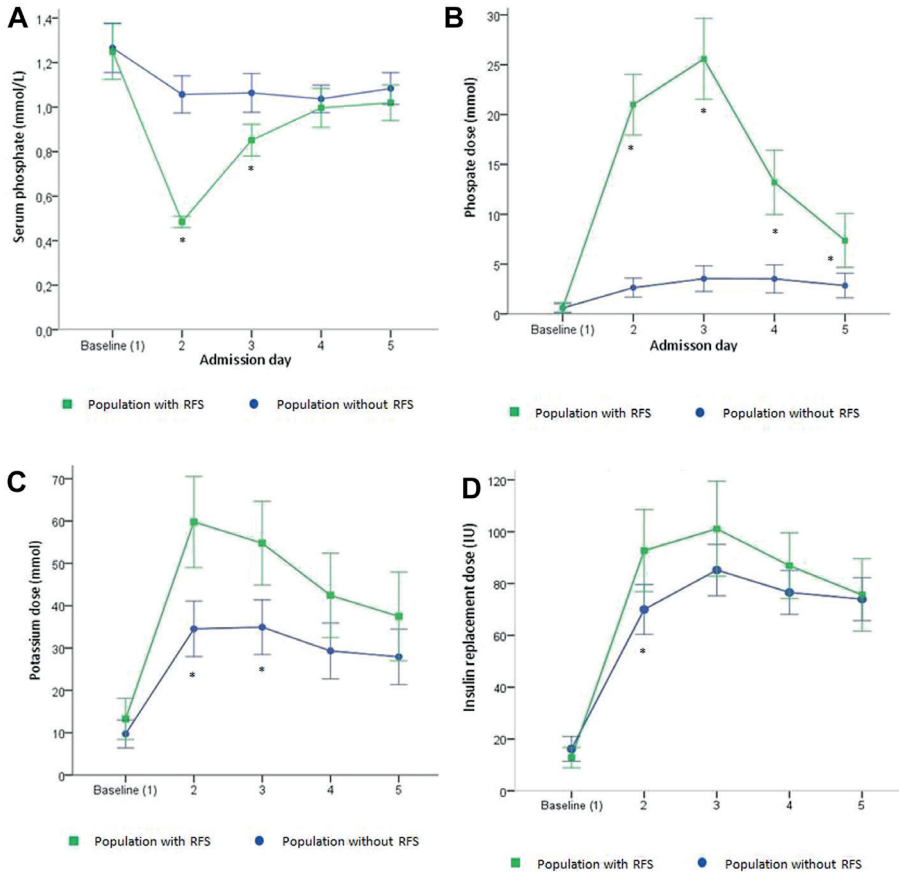 A
Serum phosphate (mmol/L)
1,4
1,2
1,0
0,8
0,6
0,4
0,2
0,0
*
*
Baseline (1) 2 3 4 5
Admission day
Population with RFS Population without RFS
B
Phospate dose (mmol)
30
25
20
15
10
5
0
*
*
*
*
Baseline (1) 2 3 4 5
Admisson day
Population with RFS Population without RFS
C
Potassium dose (mmol)
70
60
50
40
30
20
10
0
*
*
Baseline (1) 2 3 4 5
Population with RFS Population without RFS
D
Insulin replacement dose (IU)
120
100
80
60
40
20
0
*
Baseline (1) 2 3 4 5
Population with RFS Population without RFS